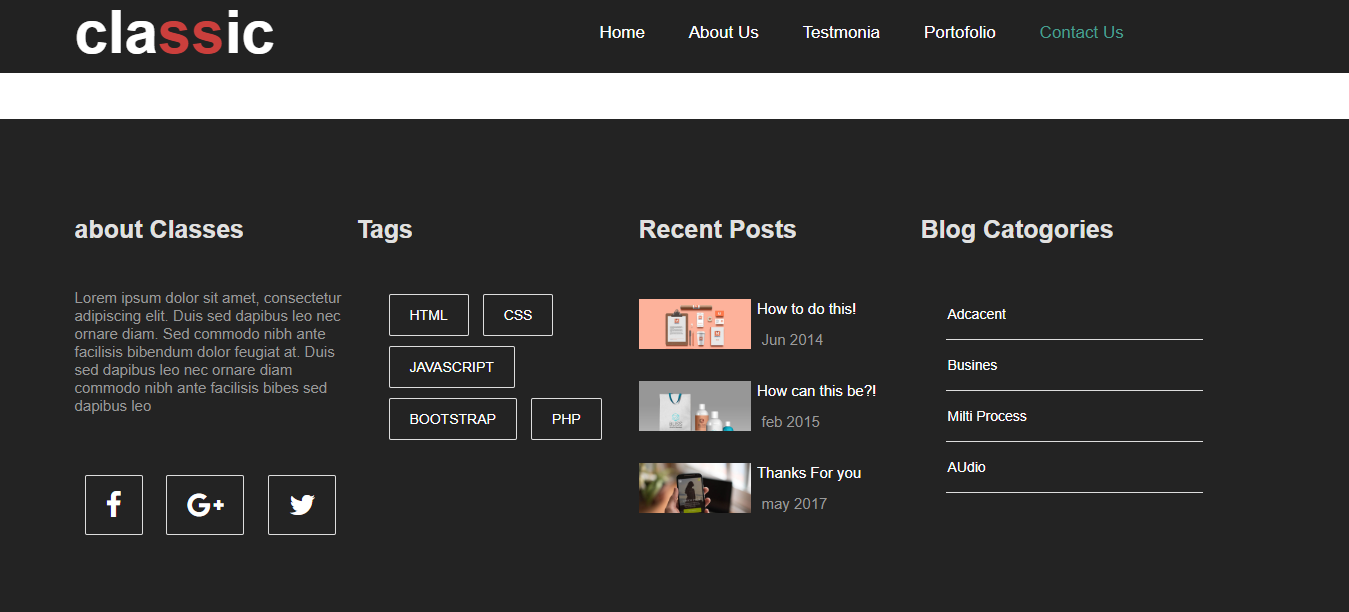 classic
Home About Us Testmonia Portofolio Contact Us
about Classes
Lorem ipsum dolor sit amet, consectetur
adipiscing elit. Duis sed dapibus leo nec
ornare diam. Sed commodo nibh ante
facilisis bibendum dolor feugiat at. Duis
sed dapibus leo nec ornare diam
commodo nibh ante facilisis bibes sed
dapibus leo
G+
Tags
HTML CSS
JAVASCRIPT
BOOTSTRAP PHP
Recent Posts
How to do this!
Jun 2014
How can this be?!
feb 2015
Thanks For you
may 2017
Blog Catogories
Adcacent
Busines
Milti Process
AUdio